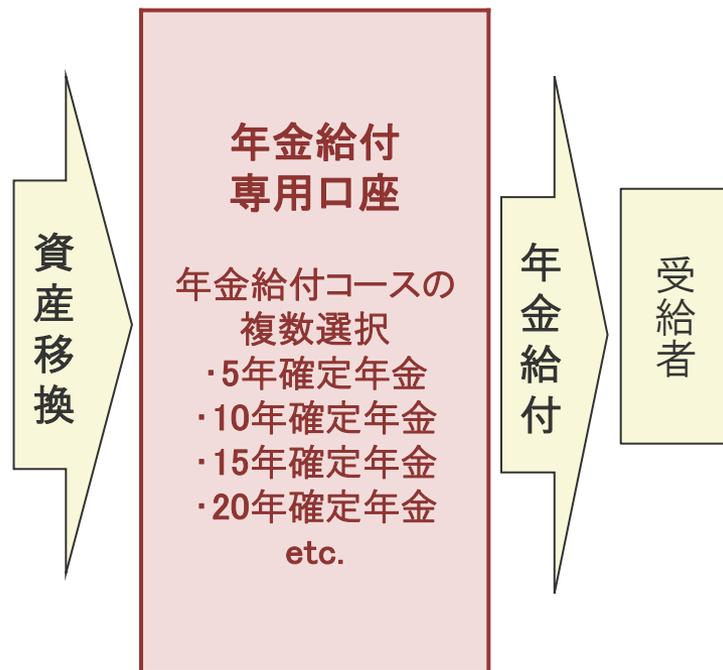 資産移換
年金給付
専用口座
年金給付コースの
複数選択
・5年確定年金
・10年確定年金
・15年確定年金
・20年確定年金
etc.
年金給付
受給者